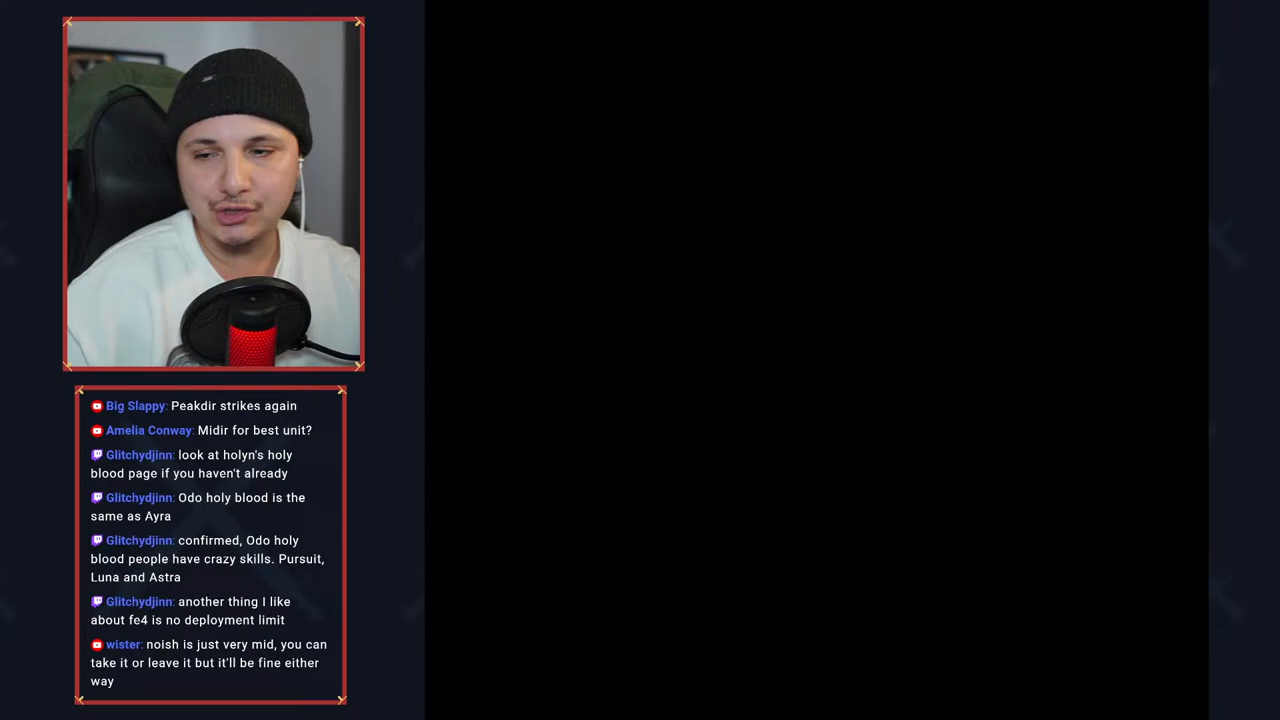 Big Slappy: Peakdir strikes again
Amelia Conway: Midir for best unit?
Glitchydjinn: look at holyn's holy
blood page if you haven't already
Glitchydjinn: Odo holy blood is the
same as Ayra
Glitchydjinn: confirmed, Odo holy
blood people have crazy skills. Pursuit,
Luna and Astra
Glitchydjinn: another thing I like
about fe4 is no deployment limit
wister: noish is just very mid, you can
take it or leave it but it'll be fine either
way